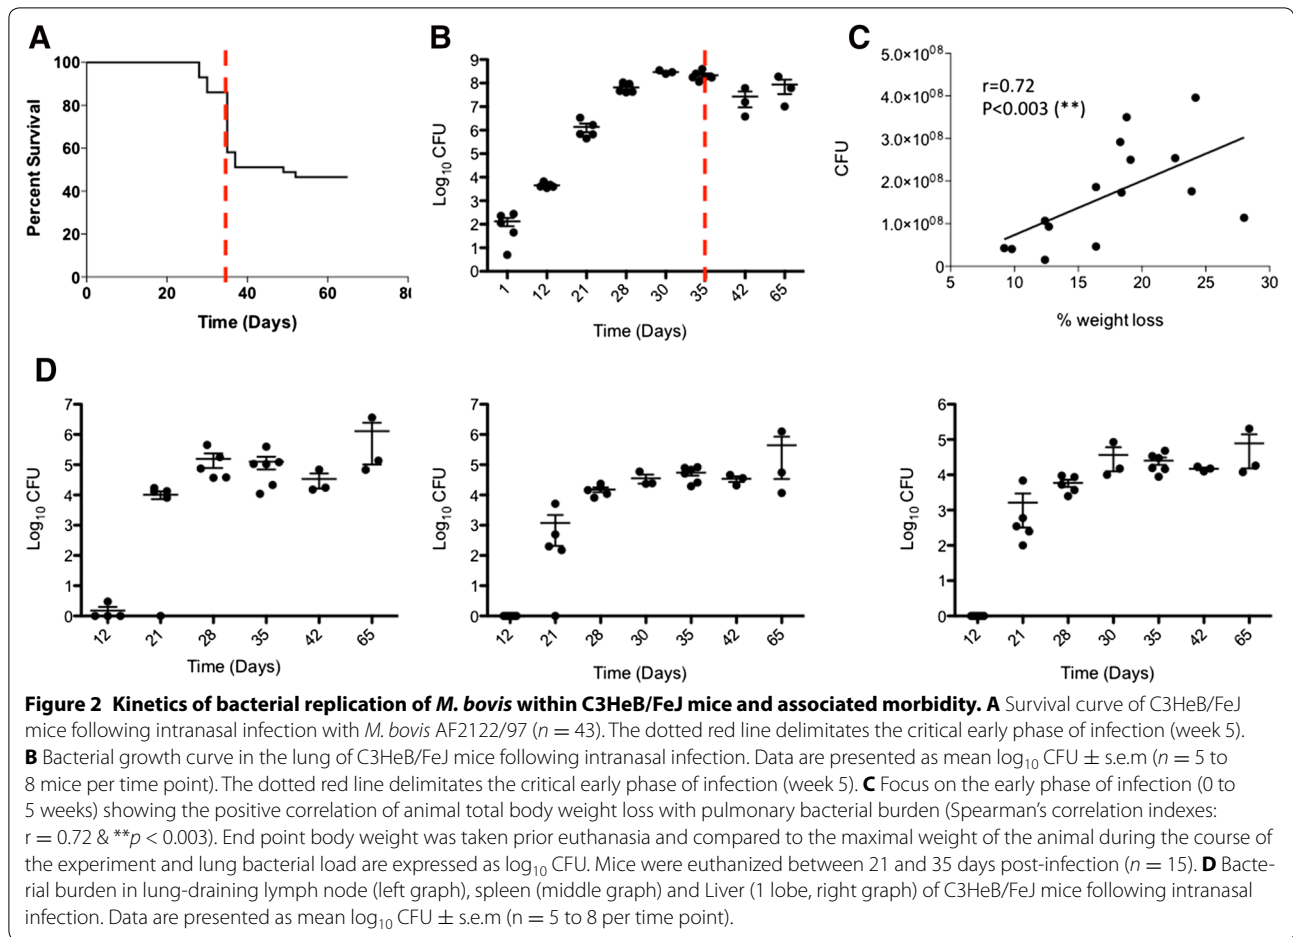 A
B
C
100
80
60
40
20
0
Percent Survival
0 20 40 60 8
Time (Days)
9
8
7
6
5
4
3
2
1
0
Log10 CFU
1 12 21 28 30 35 42 65
Time (Days)
5.0×10^08
4.0×10^08
3.0×10^08
2.0×10^08
1.0×10^08
0
CFU
r=0.72
P<0.003 (**)
5 10 15 20 25 30
% weight loss
D
7
6
5
4
3
2
1
0
Log10 CFU
12 21 28 35 42 65
Time (Days)
7
6
5
4
3
2
1
0
Log10 CFU
12 21 28 30 35 42 65
Time (Days)
6
5
4
3
2
1
0
Log10 CFU
12 21 28 30 35 42 65
Time (Days)
Figure 2 Kinetics of bacterial replication of M. bovis within C3HeB/FeJ mice and associated morbidity. A Survival curve of C3HeB/FeJ
mice following intranasal infection with M. bovis AF2122/97 (n = 43). The dotted red line delimitates the critical early phase of infection (week 5).
B Bacterial growth curve in the lung of C3HeB/FeJ mice following intranasal infection. Data are presented as mean log10 CFU ± s.e.m (n = 5 to
8 mice per time point). The dotted red line delimitates the critical early phase of infection (week 5). C Focus on the early phase of infection (0 to
5 weeks) showing the positive correlation of animal total body weight loss with pulmonary bacterial burden (Spearman's correlation indexes:
r = 0.72 & **p < 0.003). End point body weight was taken prior euthanasia and compared to the maximal weight of the animal during the course of
the experiment and lung bacterial load are expressed as log10 CFU. Mice were euthanized between 21 and 35 days post-infection (n = 15). D Bacte-
rial burden in lung-draining lymph node (left graph), spleen (middle graph) and Liver (1 lobe, right graph) of C3HeB/FeJ mice following intranasal
infection. Data are presented as mean log10 CFU ± s.e.m (n = 5 to 8 per time point).